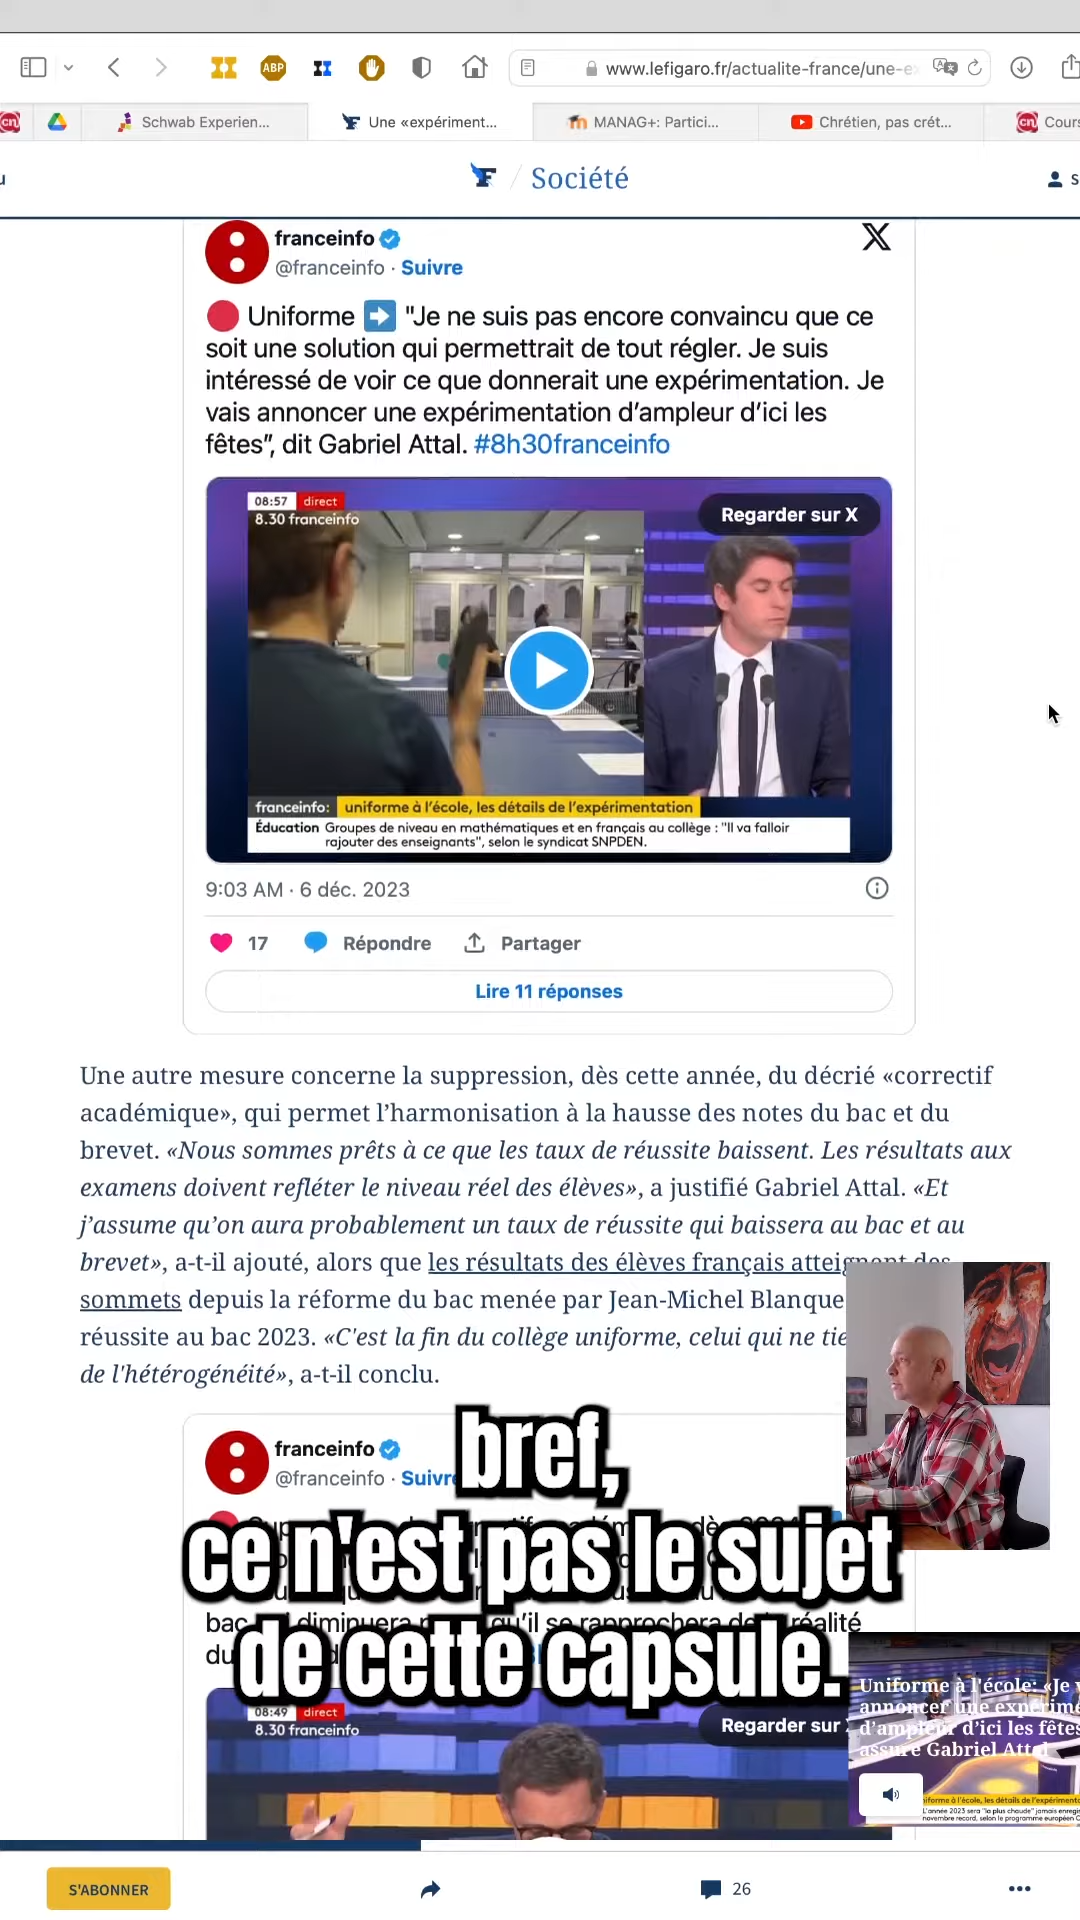 ABP
www.lefigaro.fr/actualite-france/une-e
cn
Schwab Experien...
Une «expériment...
MANAG+: Partici...
Chrétien, pas crét...
cn
Cours
u
F / Société
S
franceinfo
@franceinfo · Suivre
Uniforme ➡ "Je ne suis pas encore convaincu que ce
soit une solution qui permettrait de tout régler. Je suis
intéressé de voir ce que donnerait une expérimentation. Je
vais annoncer une expérimentation d’ampleur d’ici les
fêtes”, dit Gabriel Attal. #8h30franceinfo
08:57 direct
8.30 franceinfo
Regarder sur X
franceinfo: uniforme à l’école, les détails de l’expérimentation
Éducation Groupes de niveau en mathématiques et en français au collège : "Il va falloir
rajouter des enseignants", selon le syndicat SNPDEN.
9:03 AM · 6 déc. 2023
17
Répondre
Partager
Lire 11 réponses
Une autre mesure concerne la suppression, dès cette année, du décrié «correctif
académique», qui permet l’harmonisation à la hausse des notes du bac et du
brevet. «Nous sommes prêts à ce que les taux de réussite baissent. Les résultats aux
examens doivent refléter le niveau réel des élèves», a justifié Gabriel Attal. «Et
j’assume qu’on aura probablement un taux de réussite qui baissera au bac et au
brevet», a-t-il ajouté, alors que les résultats des élèves français atteignent des
sommets depuis la réforme du bac menée par Jean-Michel Blanque
réussite au bac 2023. «C'est la fin du collège uniforme, celui qui ne tie
de l'hétérogénéité», a-t-il conclu.
franceinfo
@franceinfo · Suivre
bref,
ce n'est pas le sujet
de cette capsule.
bac diminuera qu’il se rapprochera de réalité
du
08:49 direct
8.30 franceinfo
Regarder sur
Uniforme à l'école: «Je v
annoncer une expérime
d’ampleur d’ici les fêtes
assure Gabriel Attal
niforme à l'école, les détails de l'expériment
L'année 2023 sera "la plus chaude" jamais enregis
novembre record, selon le programme européen C
S'ABONNER
26